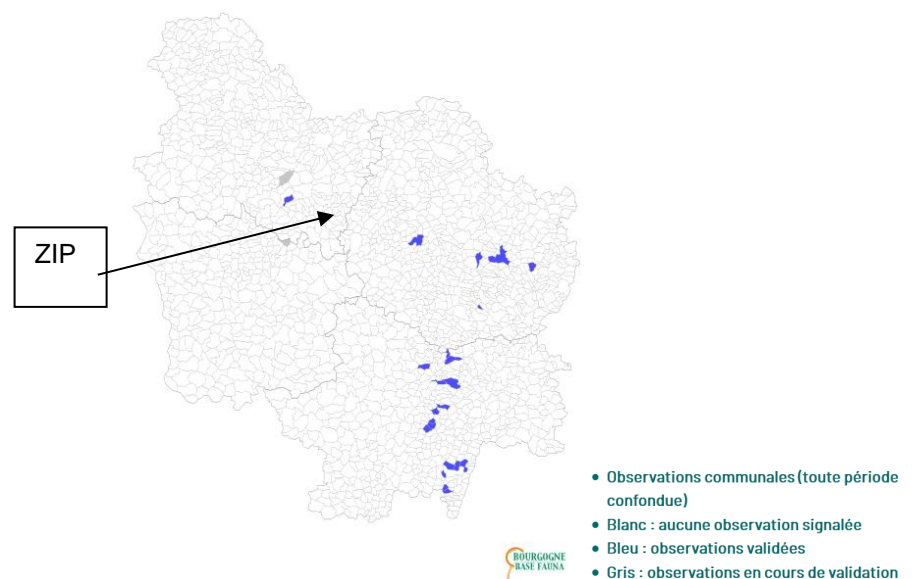 ZIP
• Observations communales (toute période
confondue)
• Blanc : aucune observation signalée
• Bleu : observations validées
• Gris : observations en cours de validation
BOURGOGNE
BASE FAUNA